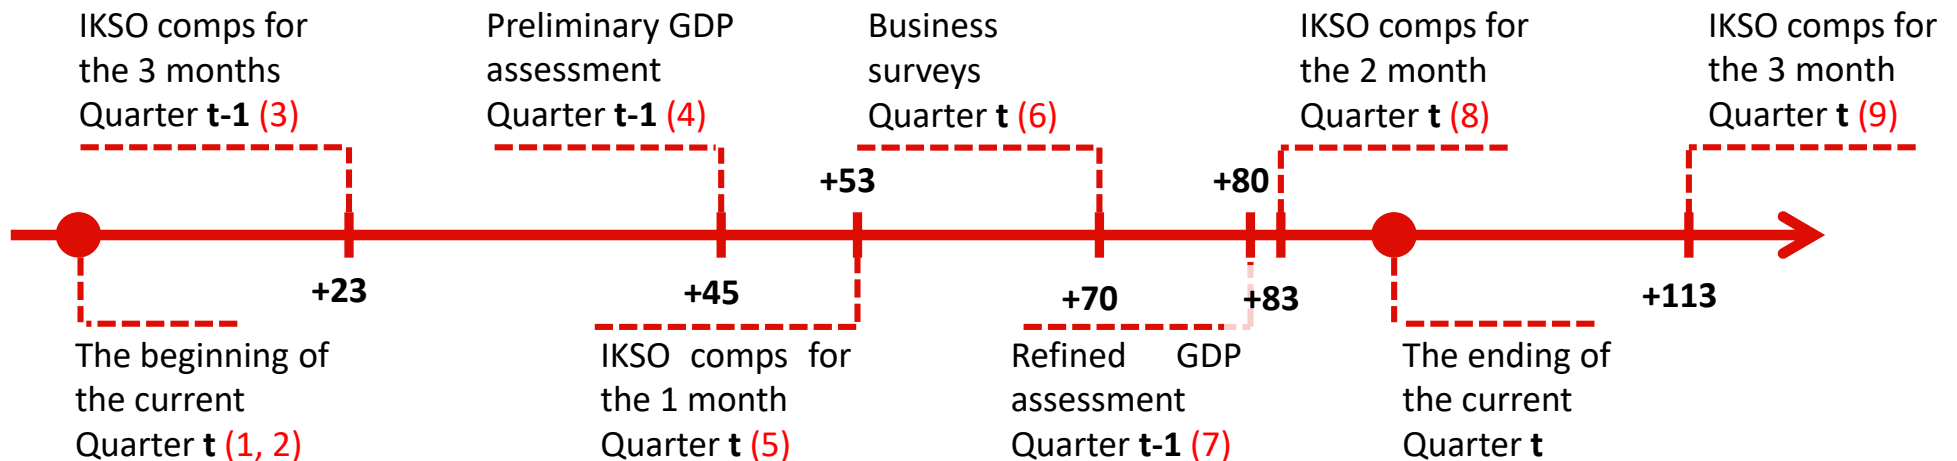 IKSO comps for
the 3 months
Quarter t-1 (3)
Preliminary GDP
assessment
Quarter t-1 (4)
Business
surveys
Quarter t (6)
IKSO comps for
the 2 month
Quarter t (8)
IKSO comps for
the 3 month
Quarter t (9)
+53
+80
+23
+45
+70
+83
+113
The beginning of
the current
Quarter t (1, 2)
IKSO comps for
the 1 month
Quarter t (5)
Refined GDP
assessment
Quarter t-1 (7)
The ending of
the current
Quarter t